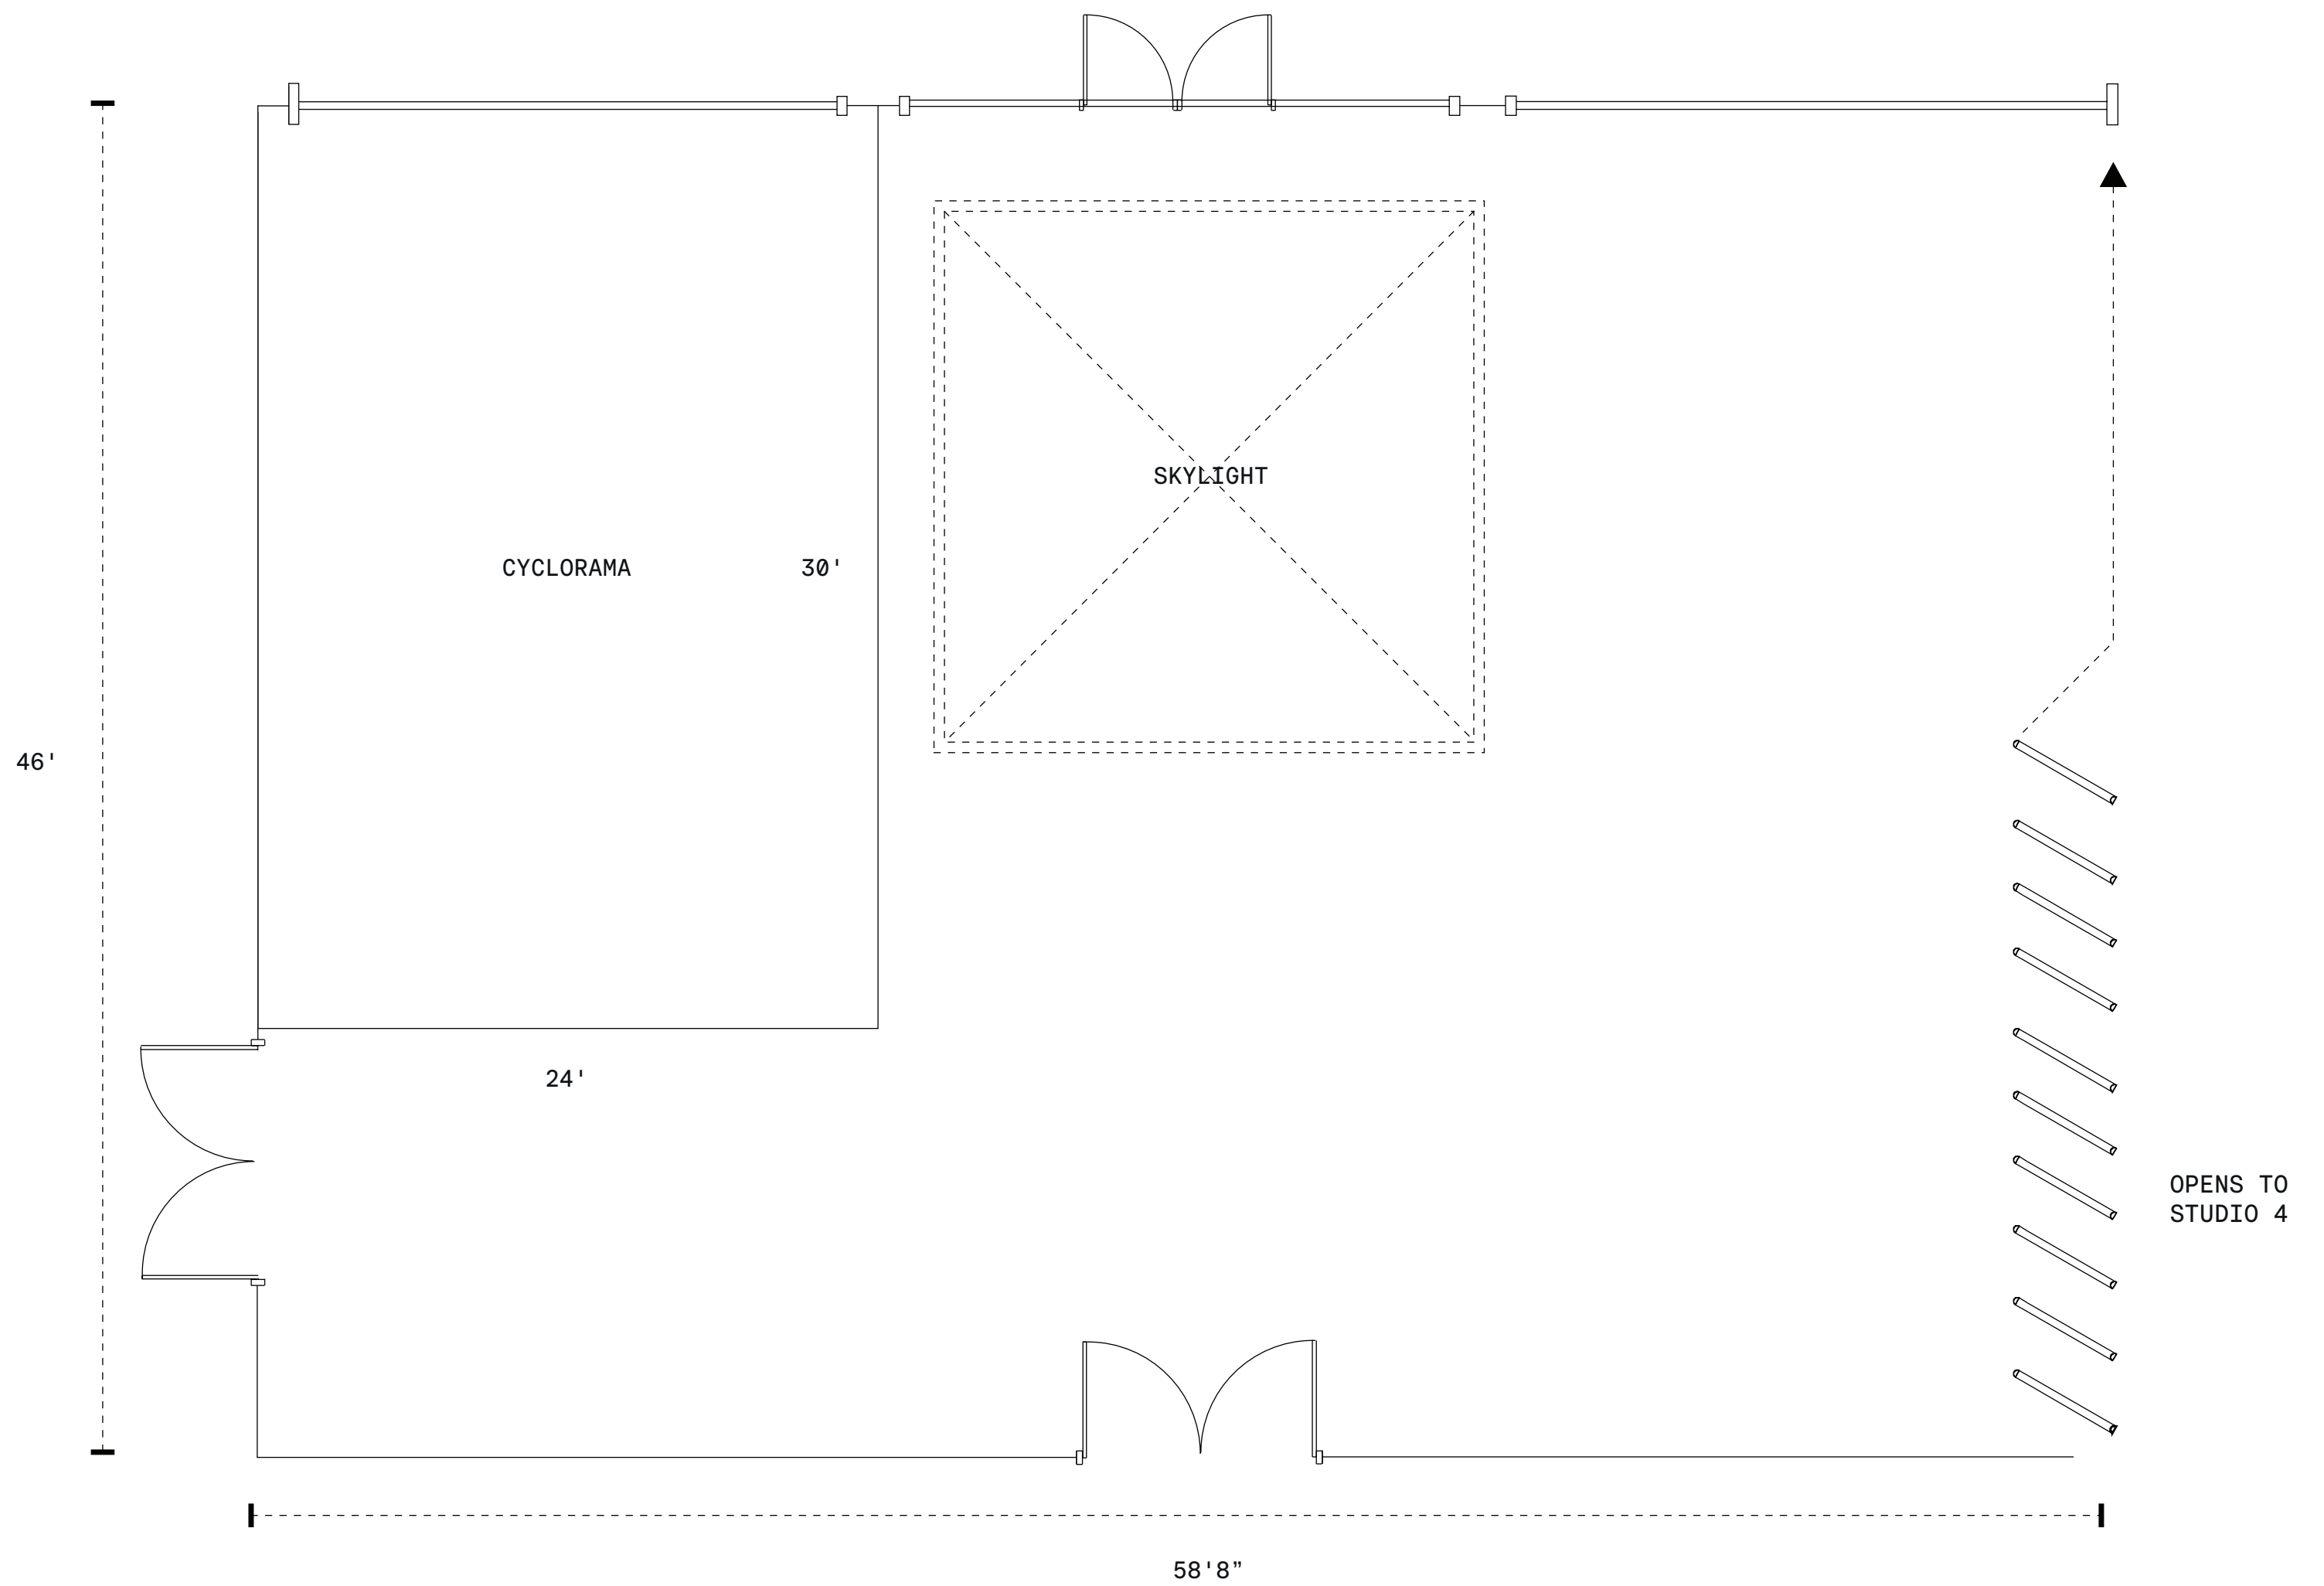 SKYLIGHT
CYCLORAMA
30'
46'
24'
OPENS TO
STUDIO 4
58'8”